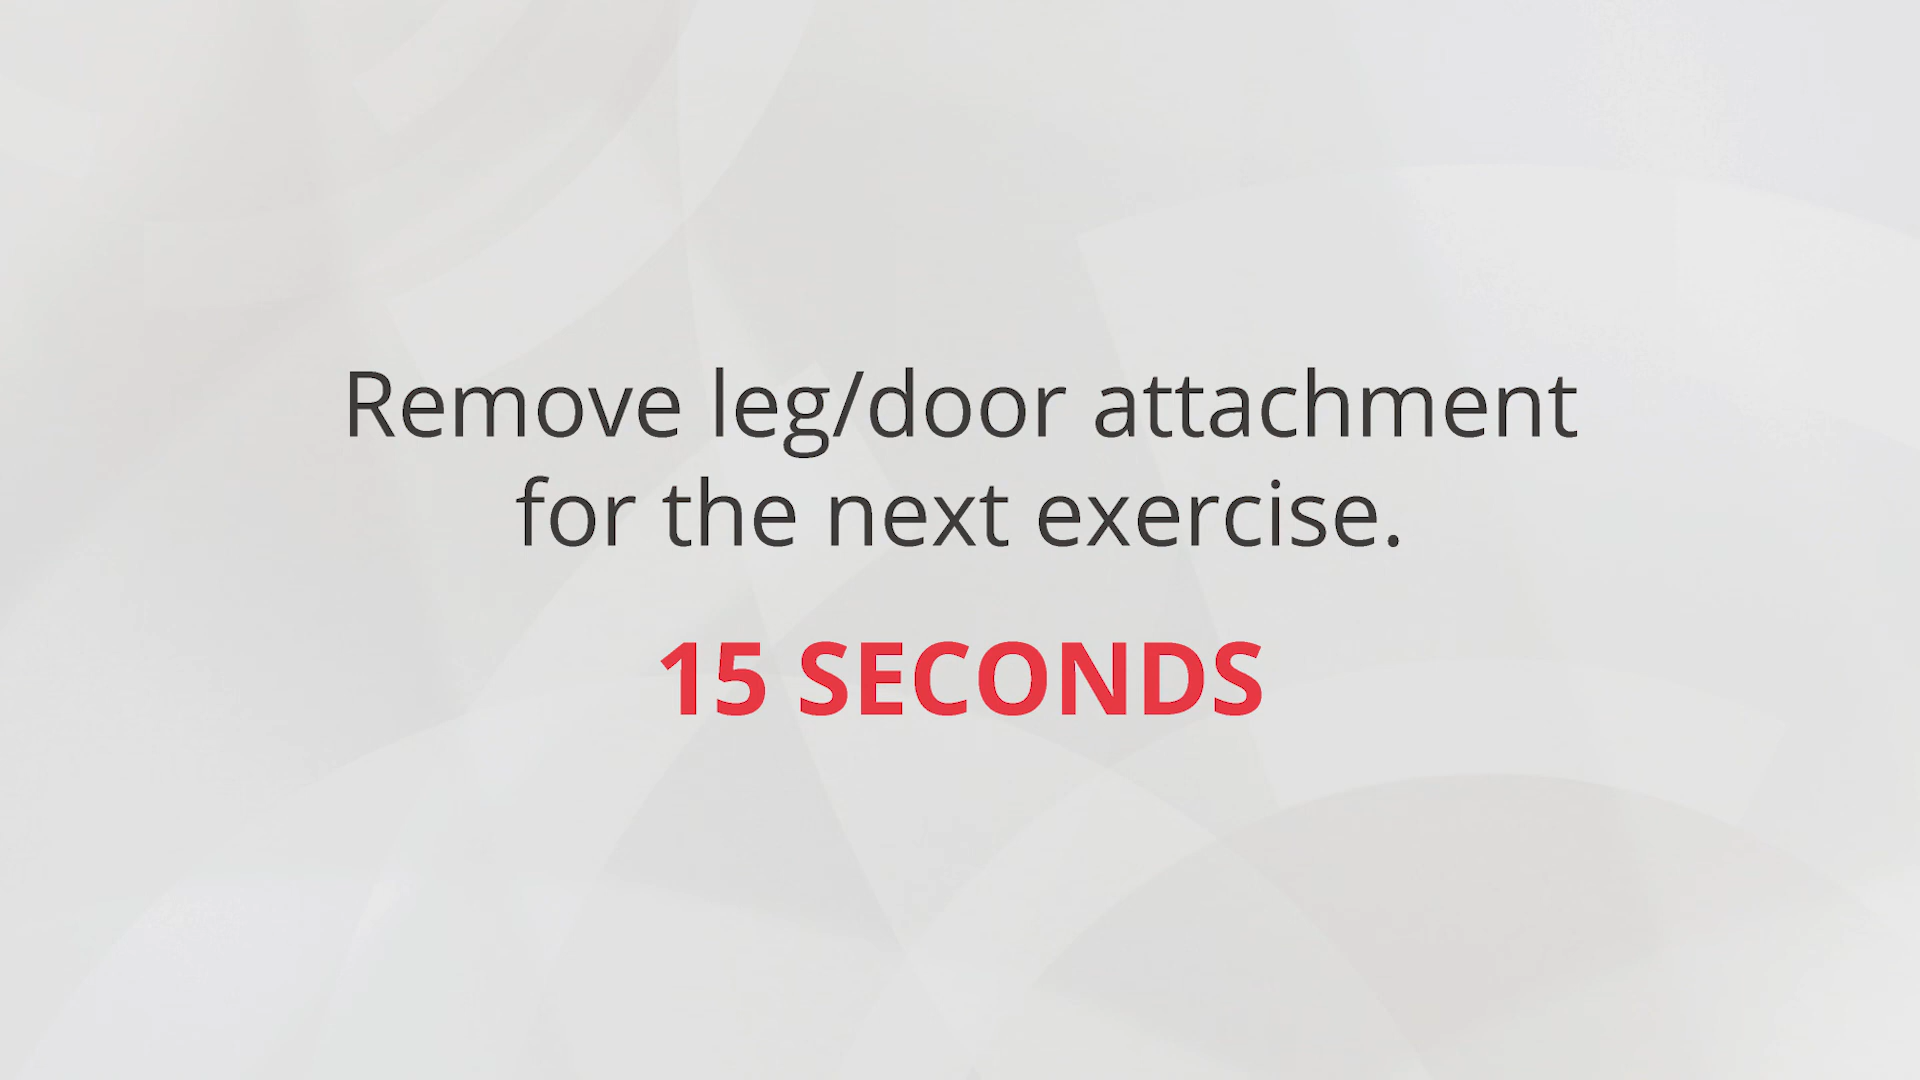 Remove leg/door attachment
for the next exercise.
15 SECONDS